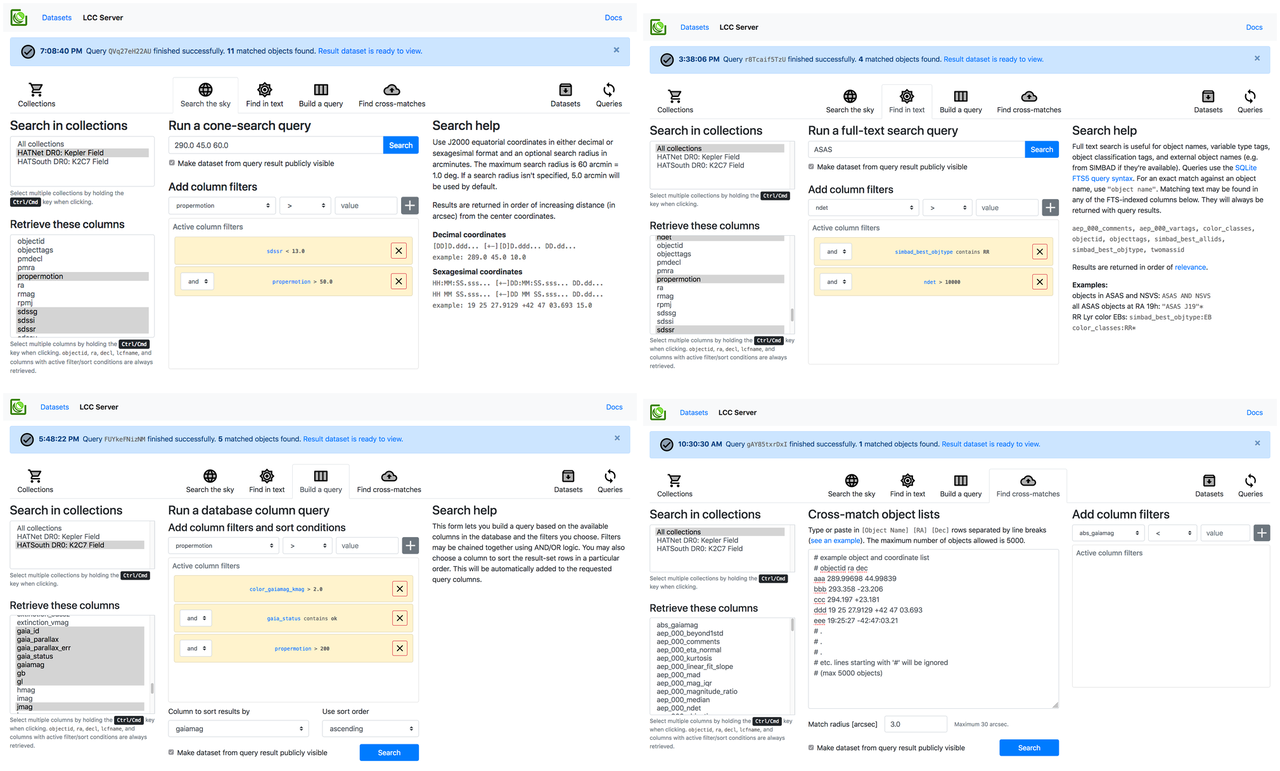 Datasets LCC Server Docs
7:08:40 PM Query QVq27eH22AU finished successfully. 11 matched objects found. Result dataset is ready to view. ×
Collections Search the sky Find in text Build a query Find cross-matches Datasets Queries
Search in collections
All collections
HATNet DR0: Kepler Field
HATSouth DR0: K2C7 Field
Select multiple collections by holding the
Ctrl/Cmd key when clicking.
Retrieve these columns
objectid
objecttags
pmdecl
pmra
propermotion
ra
rmag
rpmj
sdssg
sdssi
sdssr
Select multiple columns by holding the Ctrl/Cmd
key when clicking. objectid, ra, decl, lcfname, and
columns with active filter/sort conditions are always
retrieved.
Run a cone-search query
290.0 45.0 60.0 Search
Make dataset from query result publicly visible
Add column filters
propermotion > value +
Active column filters
sdssr < 13.0 ×
and propermotion > 50.0 ×
Search help
Use J2000 equatorial coordinates in either decimal or
sexagesimal format and an optional search radius in
arcminutes. The maximum search radius is 60 arcmin =
1.0 deg. If a search radius isn't specified, 5.0 arcmin will
be used by default.
Results are returned in order of increasing distance (in
arcsec) from the center coordinates.
Decimal coordinates
[DD]D.ddd... [+−][D]D.ddd... DD.dd...
example: 289.0 45.0 10.0
Sexagesimal coordinates
HH:MM:SS.sss... [+−]DD:MM:SS.sss... DD.dd...
HH MM SS.sss... [+−]DD MM SS.sss... DD.dd...
example: 19 25 27.9129 +42 47 03.693 15.0
Datasets LCC Server Docs
3:38:06 PM Query r8Tcaif5TzU finished successfully. 4 matched objects found. Result dataset is ready to view. ×
Collections Search the sky Find in text Build a query Find cross-matches Datasets Queries
Search in collections
All collections
HATNet DR0: Kepler Field
HATSouth DR0: K2C7 Field
Select multiple collections by holding the Ctrl/Cmd
key when clicking.
Retrieve these columns
ndet
objectid
objecttags
pmdecl
pmra
propermotion
ra
rmag
rpmj
sdssg
sdssi
sdssr
Select multiple columns by holding the Ctrl/Cmd key
when clicking. objectid, ra, decl, lcfname, and columns
with active filter/sort conditions are always retrieved.
Run a full-text search query
ASAS Search
Make dataset from query result publicly visible
Add column filters
ndet > value +
Active column filters
and simbad_best_objtype contains RR ×
and ndet > 10000 ×
Search help
Full text search is useful for object names, variable type tags,
object classification tags, and external object names (e.g.
from SIMBAD if they're available). Queries use the SQLite
FTS5 query syntax. For an exact match against an object
name, use "object name". Matching text may be found in
any of the FTS-indexed columns below. They will always be
returned with query results.
aep_000_comments, aep_000_vartags, color_classes,
objectid, objecttags, simbad_best_allids,
simbad_best_objtype, twomassid
Results are returned in order of relevance.
Examples:
objects in ASAS and NSVS: ASAS AND NSVS
all ASAS objects at RA 19h: "ASAS J19"*
RR Lyr color EBs: simbad_best_objtype:EB
color_classes:RR*
Datasets LCC Server Docs
5:48:22 PM Query FUYkeFNizNM finished successfully. 5 matched objects found. Result dataset is ready to view. ×
Collections Search the sky Find in text Build a query Find cross-matches Datasets Queries
Search in collections
All collections
HATNet DR0: Kepler Field
HATSouth DR0: K2C7 Field
Select multiple collections by holding the Ctrl/Cmd
key when clicking.
Retrieve these columns
extinction_vmag
gaia_id
gaia_parallax
gaia_parallax_err
gaia_status
gaiamag
gb
gl
hmag
imag
jmag
Select multiple columns by holding the Ctrl/Cmd key
when clicking. objectid, ra, decl, lcfname, and columns
with active filter/sort conditions are always retrieved.
Run a database column query
Add column filters and sort conditions
propermotion > value +
Active column filters
color_gaiamag_kmag > 2.0 ×
and gaia_status contains ok ×
and propermotion > 200 ×
Column to sort results by Use sort order
gaiamag ascending
Make dataset from query result publicly visible Search
Search help
This form lets you build a query based on the available
columns in the database and the filters you choose. Filters
may be chained together using AND/OR logic. You may also
choose a column to sort the result-set rows in a particular
order. This will be automatically added to the requested
query columns.
Datasets LCC Server Docs
10:30:30 AM Query gAYB5txrDxI finished successfully. 1 matched objects found. Result dataset is ready to view. ×
Collections Search the sky Find in text Build a query Find cross-matches Datasets Queries
Search in collections
All collections
HATNet DR0: Kepler Field
HATSouth DR0: K2C7 Field
Select multiple collections by holding the Ctrl/Cmd
key when clicking.
Retrieve these columns
abs_gaiamag
aep_000_beyond1std
aep_000_comments
aep_000_eta_normal
aep_000_kurtosis
aep_000_linear_fit_slope
aep_000_mad
aep_000_mag_iqr
aep_000_magnitude_ratio
aep_000_median
aep_000_ndet
Select multiple columns by holding the Ctrl/Cmd key
when clicking. objectid, ra, decl, lcfname, and columns
with active filter/sort conditions are always retrieved.
Cross-match object lists
Type or paste in [Object Name] [RA] [Dec] rows separated by line breaks
(see an example). The maximum number of objects allowed is 5000.
# example object and coordinate list
# objectid ra dec
aaa 289.99698 44.99839
bbb 293.358 -23.206
ccc 294.197 +23.181
ddd 19 25 27.9129 +42 47 03.693
eee 19:25:27 -42:47:03.21
# .
# .
# .
# etc. lines starting with '#' will be ignored
# (max 5000 objects)
Match radius [arcsec] 3.0 Maximum 30 arcsec.
Make dataset from query result publicly visible Search
Add column filters
abs_gaiamag < value +
Active column filters